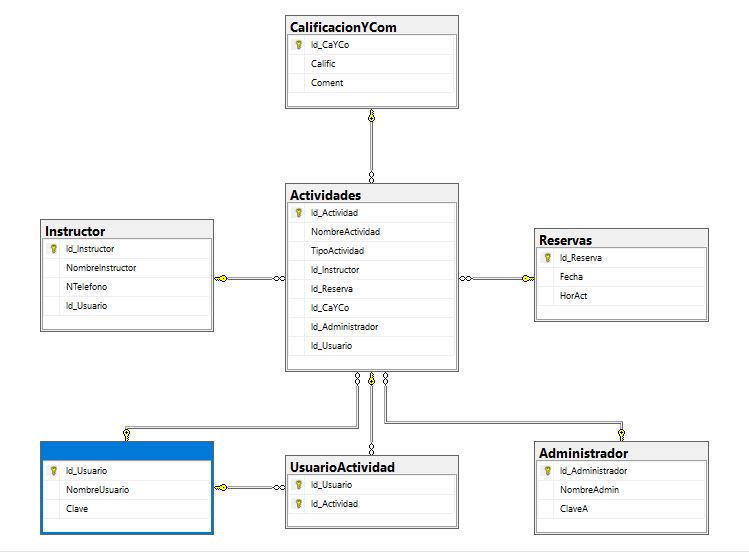 CalificacionYCom
Id_CaYCo
Calific
Coment
Actividades
Id_Actividad
NombreActividad
TipoActividad
Id_Instructor
Id_Reserva
Id_CaYCo
Id_Administrador
Id_Usuario
Instructor
Id_Instructor
NombreInstructor
NTelefono
Id_Usuario
Reservas
Id_Reserva
Fecha
HorAct
Id_Usuario
NombreUsuario
Clave
UsuarioActividad
Id_Usuario
Id_Actividad
Administrador
Id_Administrador
NombreAdmin
ClaveA